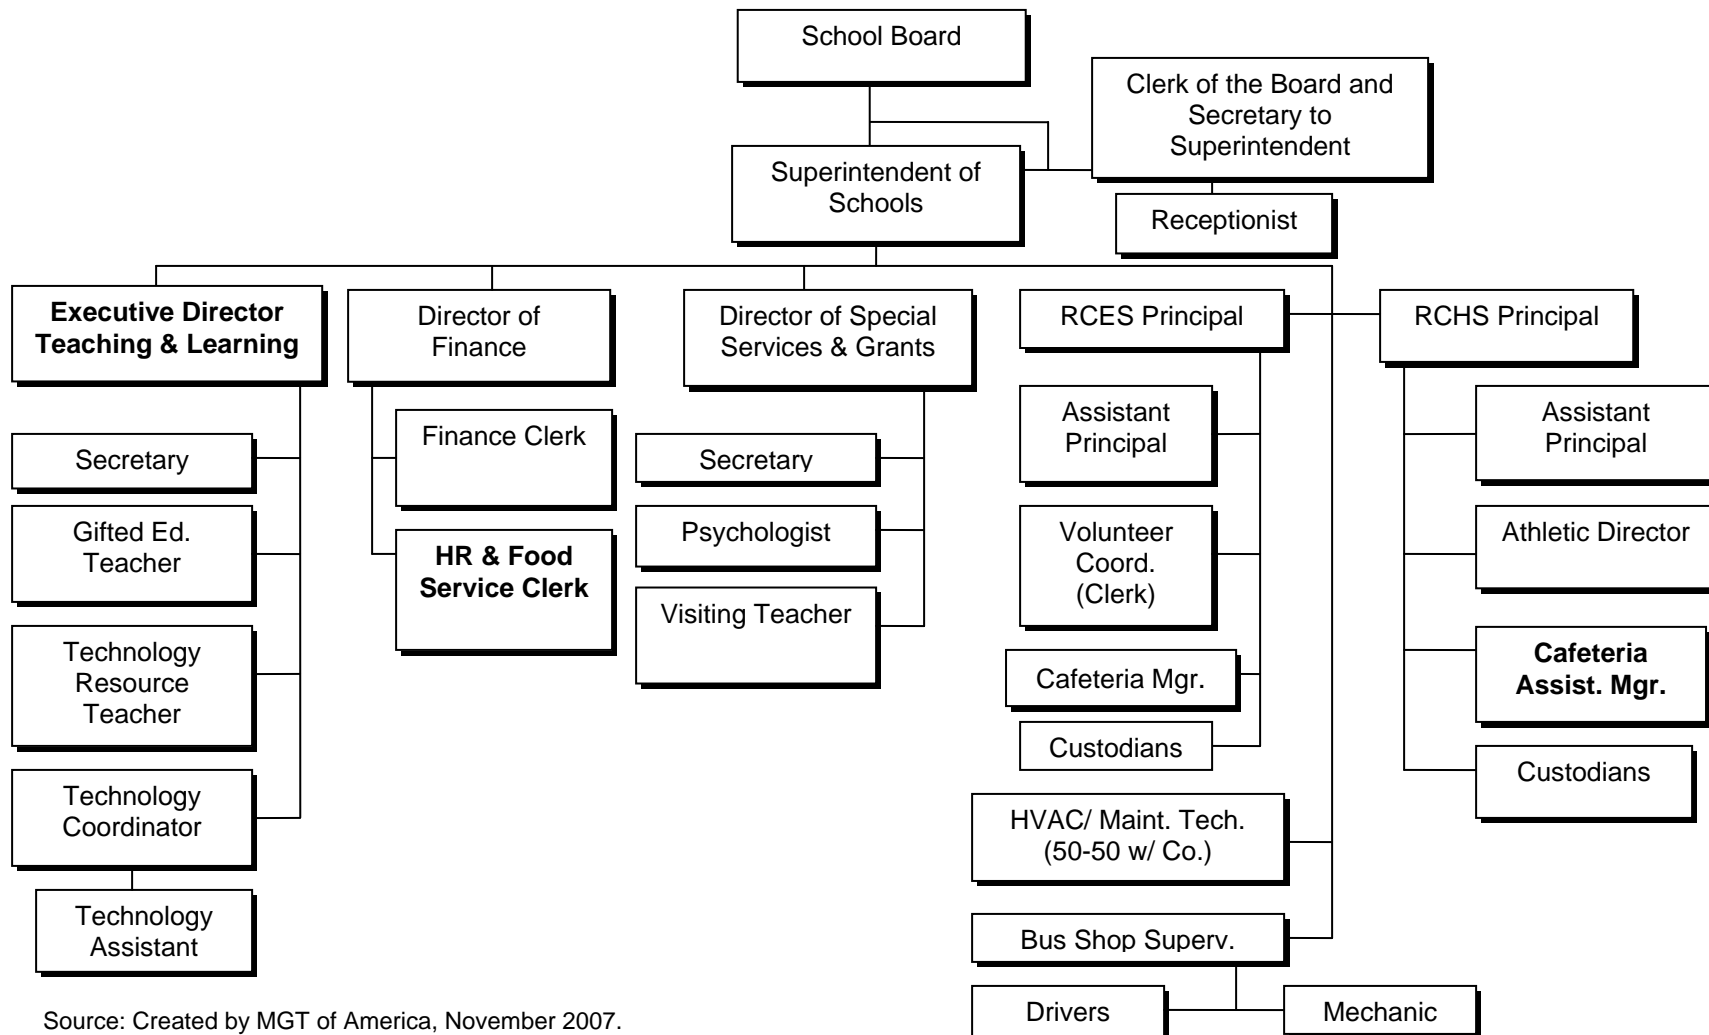 School Board
Clerk of the Board and
Secretary to
Superintendent
Superintendent of
Schools
Receptionist
Executive Director
Teaching & Learning
Director of
Finance
Director of Special
Services & Grants
RCES Principal
RCHS Principal
Secretary
Gifted Ed.
Teacher
Technology
Resource
Teacher
Technology
Coordinator
Technology
Assistant
Finance Clerk
HR & Food
Service Clerk
Secretary
Psychologist
Visiting Teacher
Assistant
Principal
Volunteer
Coord.
(Clerk)
Cafeteria Mgr.
Custodians
HVAC/ Maint. Tech.
(50-50 w/ Co.)
Bus Shop Superv.
Drivers
Mechanic
Assistant
Principal
Athletic Director
Cafeteria
Assist. Mgr.
Custodians
Source: Created by MGT of America, November 2007.